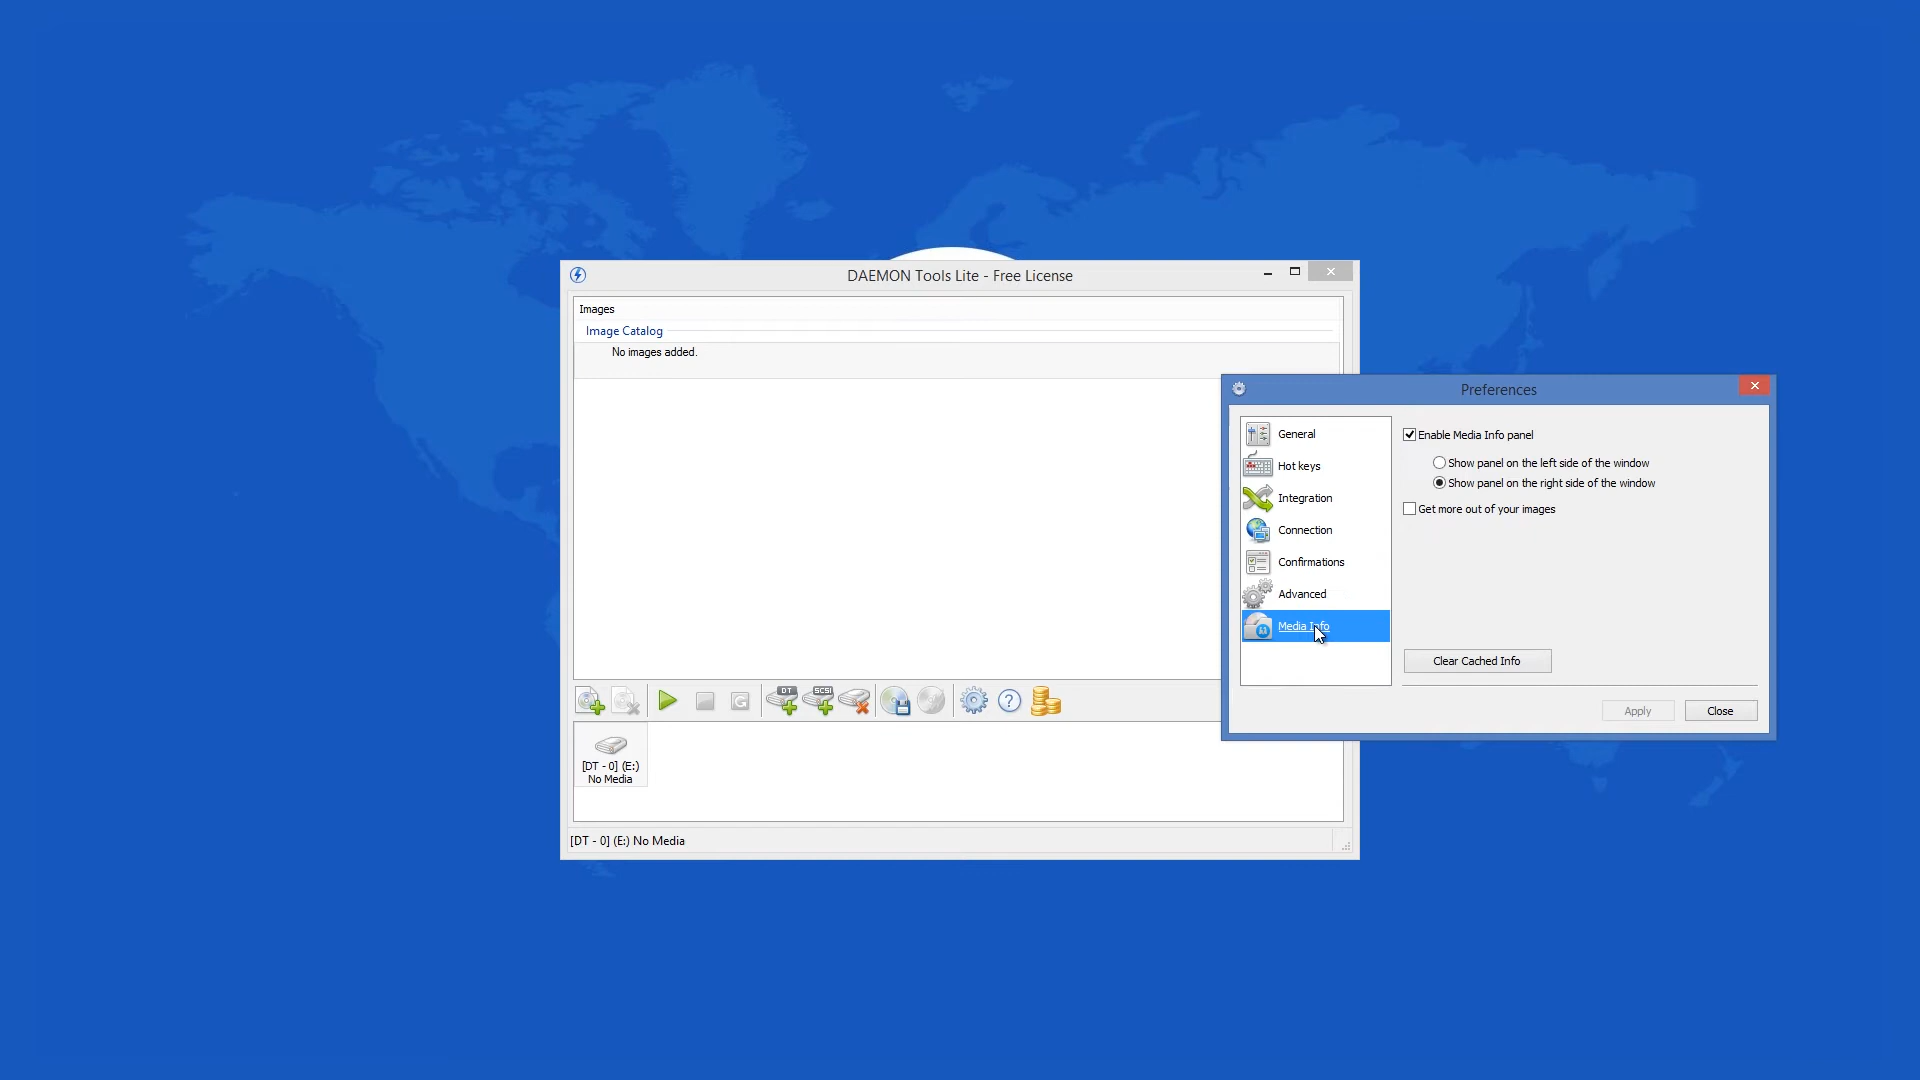 DAEMON Tools Lite - Free License
Images
Image Catalog
No images added.
DT
SCSI
[DT - 0] (E:)
No Media
[DT - 0] (E:) No Media
Preferences
General
Hot keys
Integration
Connection
Confirmations
Advanced
Media Info
Enable Media Info panel
Show panel on the left side of the window
Show panel on the right side of the window
Get more out of your images
Clear Cached Info
Apply
Close